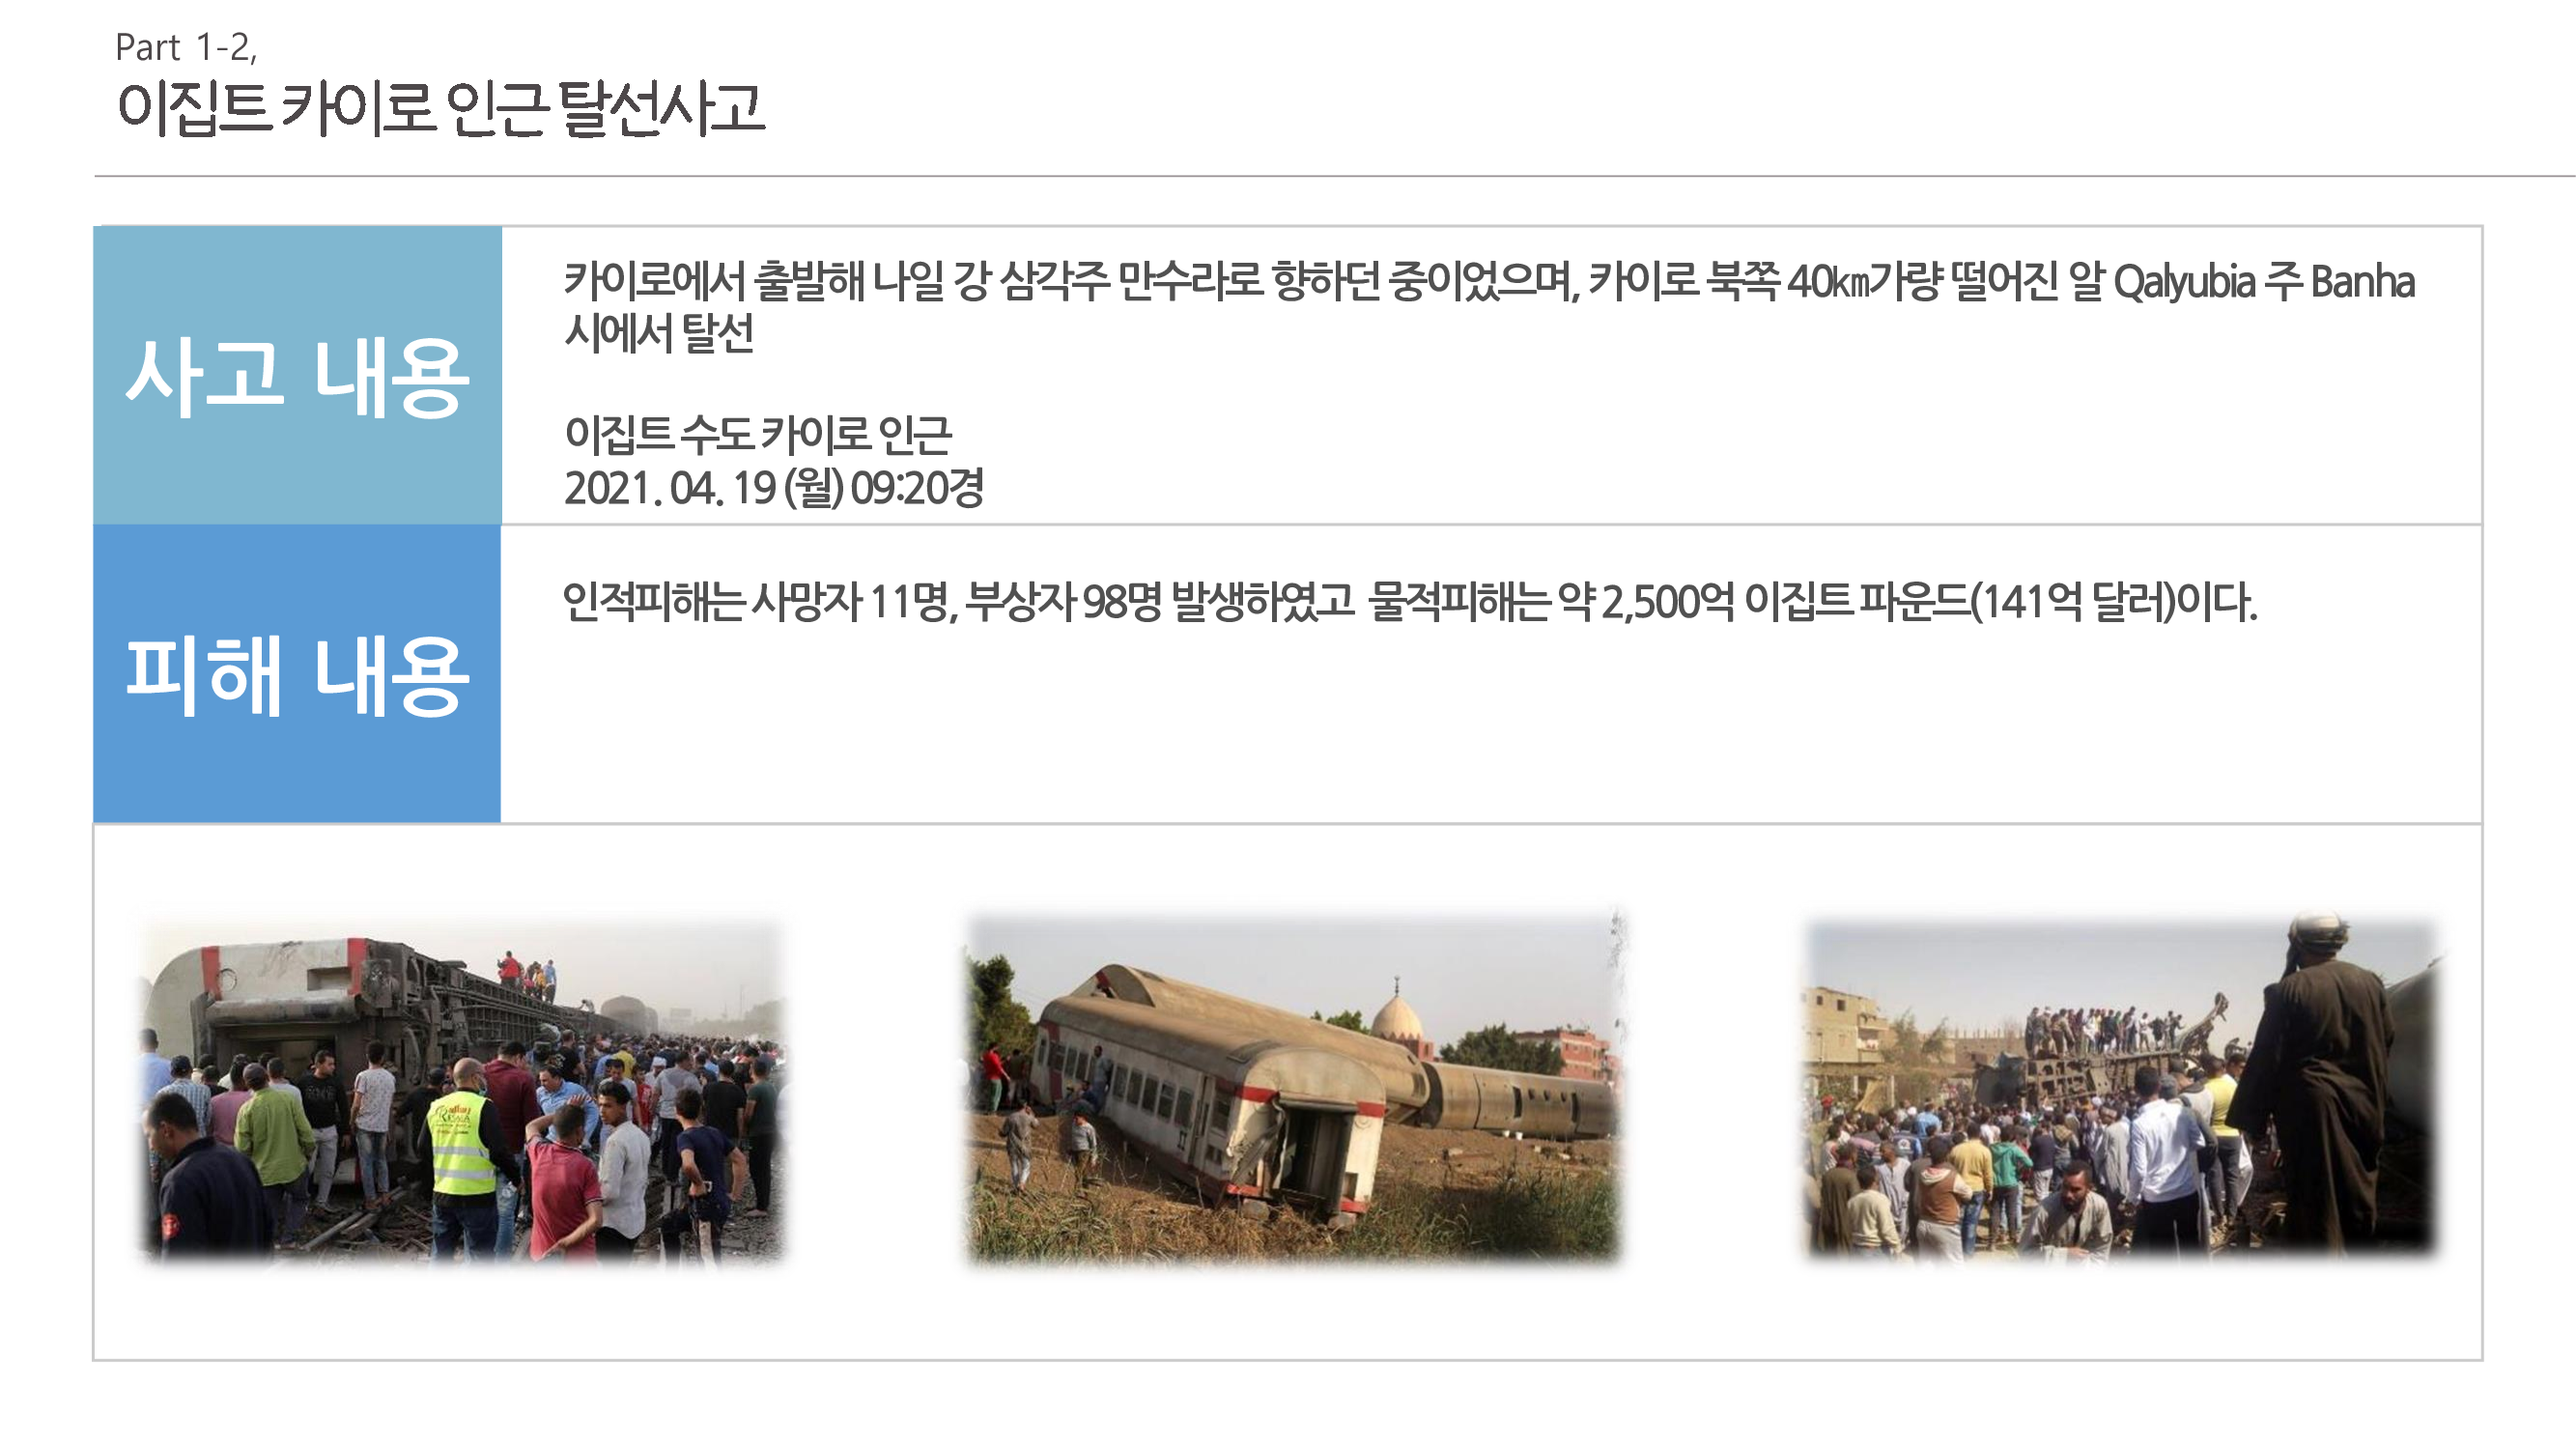 Part 1-2,
이집트 카이로 인근 탈선사고
사고 내용
카이로에서 출발해 나일 강 삼각주 만수라로 향하던 중이었으며, 카이로 북쪽 40㎞가량 떨어진 알 Qalyubia 주 Banha
시에서 탈선
이집트 수도 카이로 인근
2021. 04. 19 (월) 09:20경
피해 내용
인적피해는 사망자 11명, 부상자 98명 발생하였고 물적피해는 약 2,500억 이집트 파운드(141억 달러)이다.